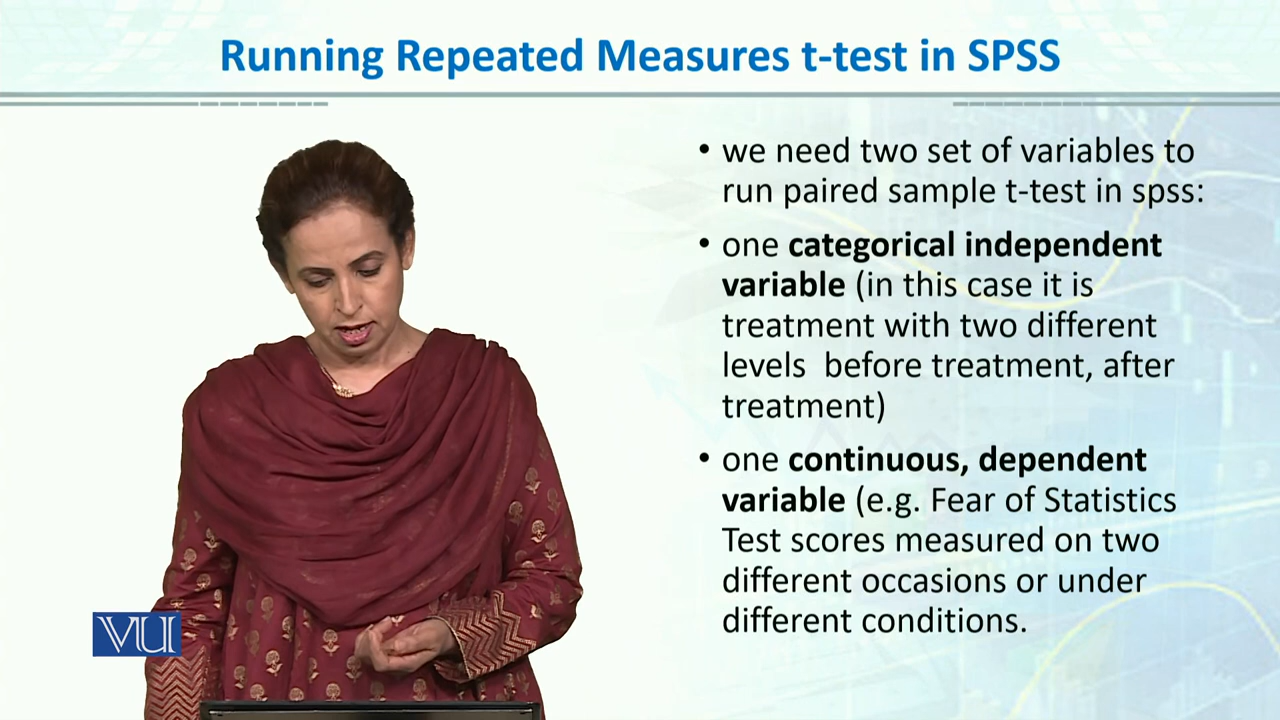 Running Repeated Measures t-test in SPSS
• we need two set of variables to
run paired sample t-test in spss:
• one categorical independent
variable (in this case it is
treatment with two different
levels  before treatment, after
treatment)
• one continuous, dependent
variable (e.g. Fear of Statistics
Test scores measured on two
different occasions or under
different conditions.
VU